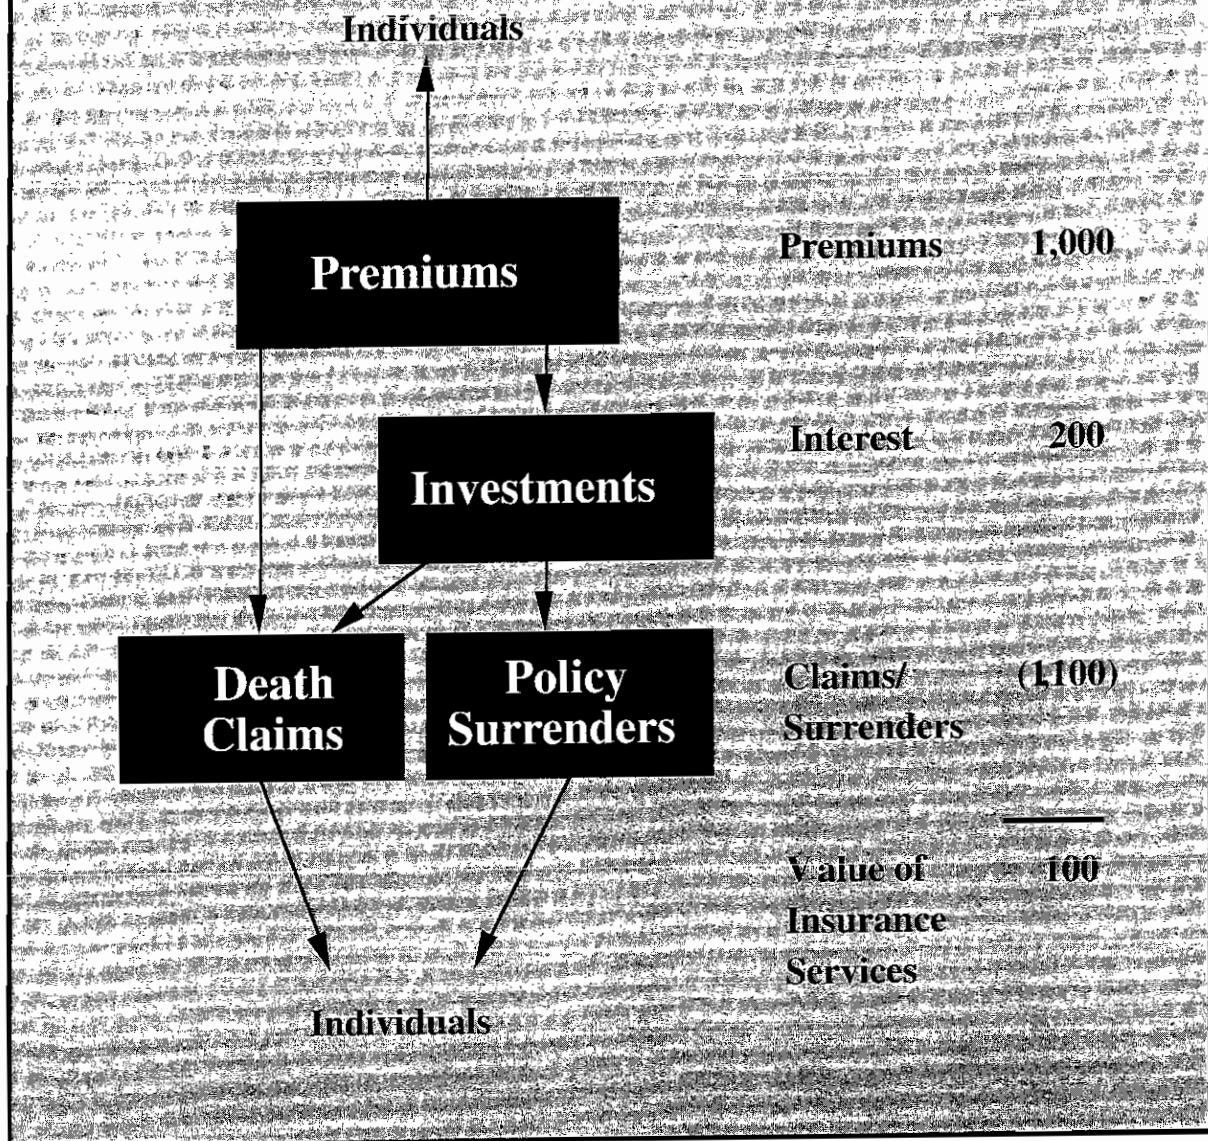 Individuals
Premiums
Premiums 1,000
Investments
Interest 200
Death
Claims
Policy
Surrenders
Claims/ (1,100)
Surrenders
Value of 100
Insurance
Services
Individuals